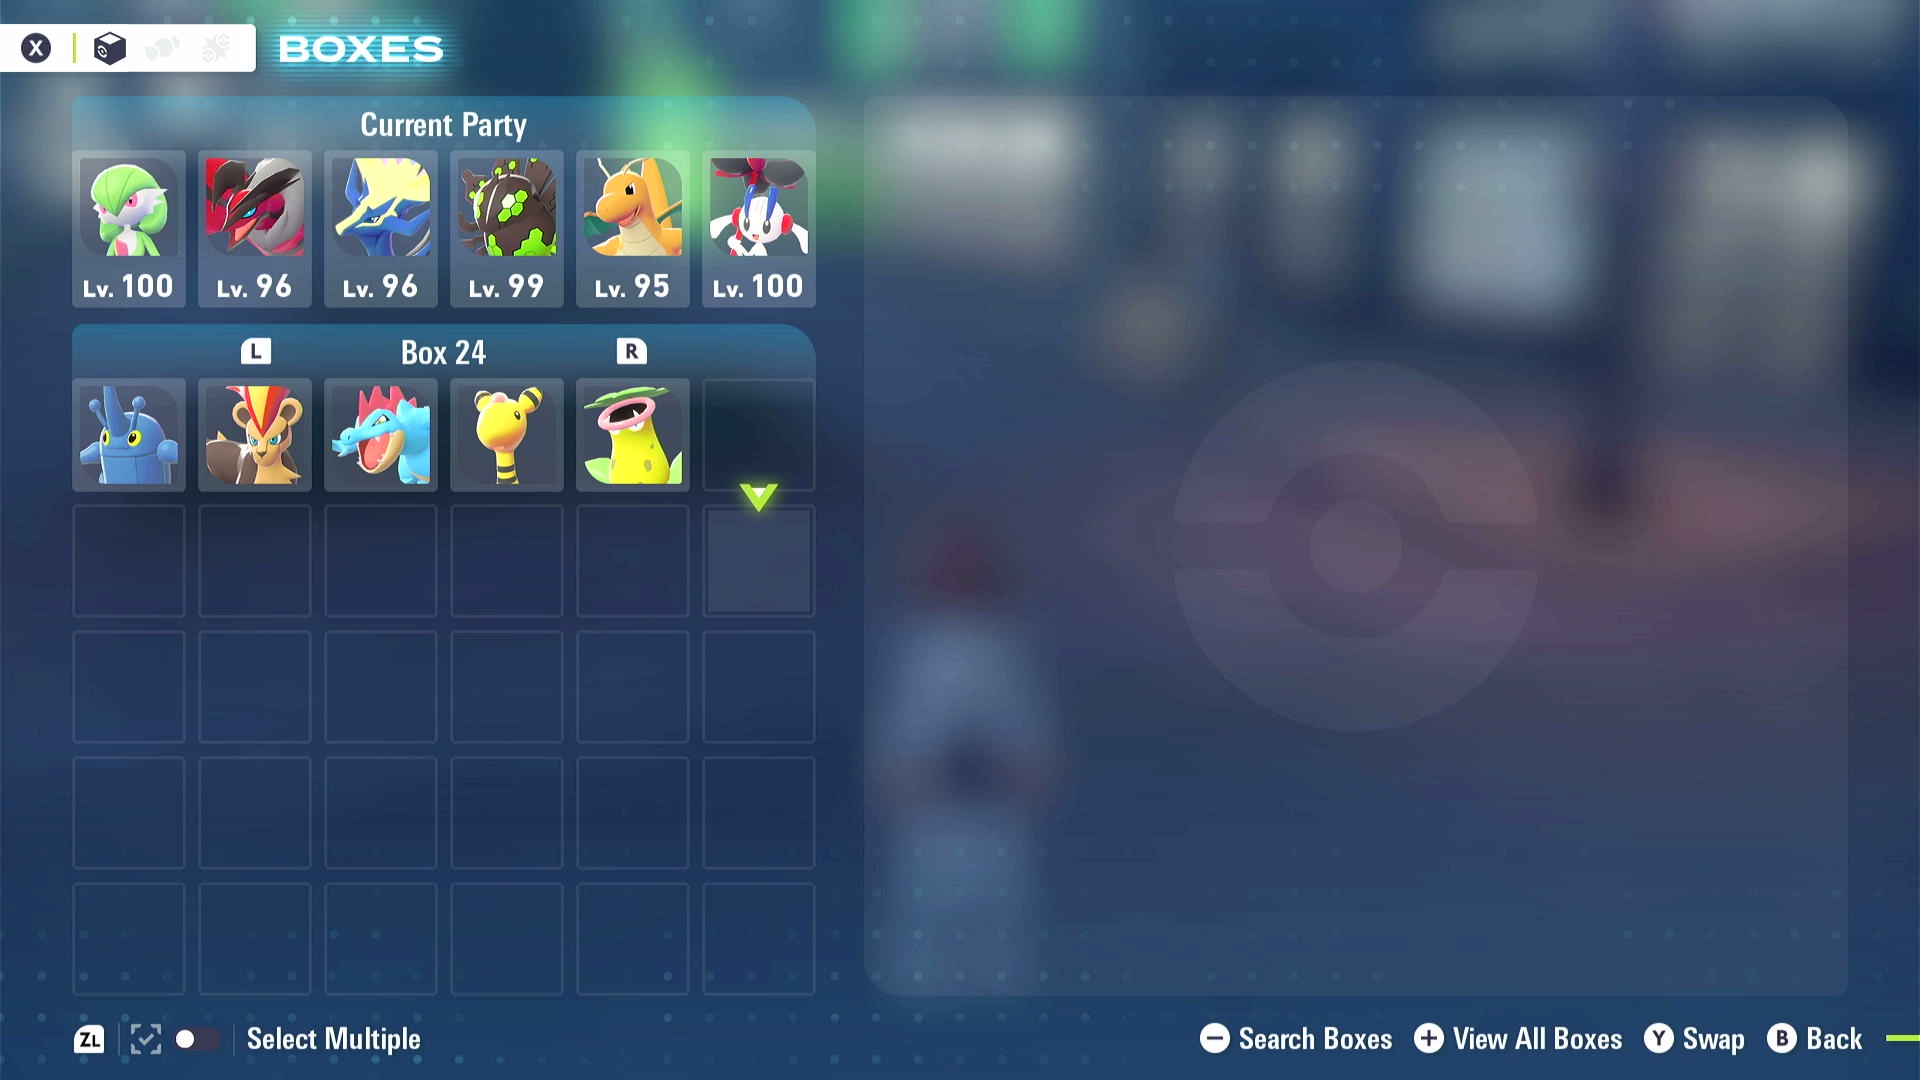 X
BOXES
Current Party
Lv. 100
Lv. 96
Lv. 96
Lv. 99
Lv. 95
Lv. 100
L Box 24 R
ZL Select Multiple
Search Boxes
View All Boxes
Y Swap
B Back